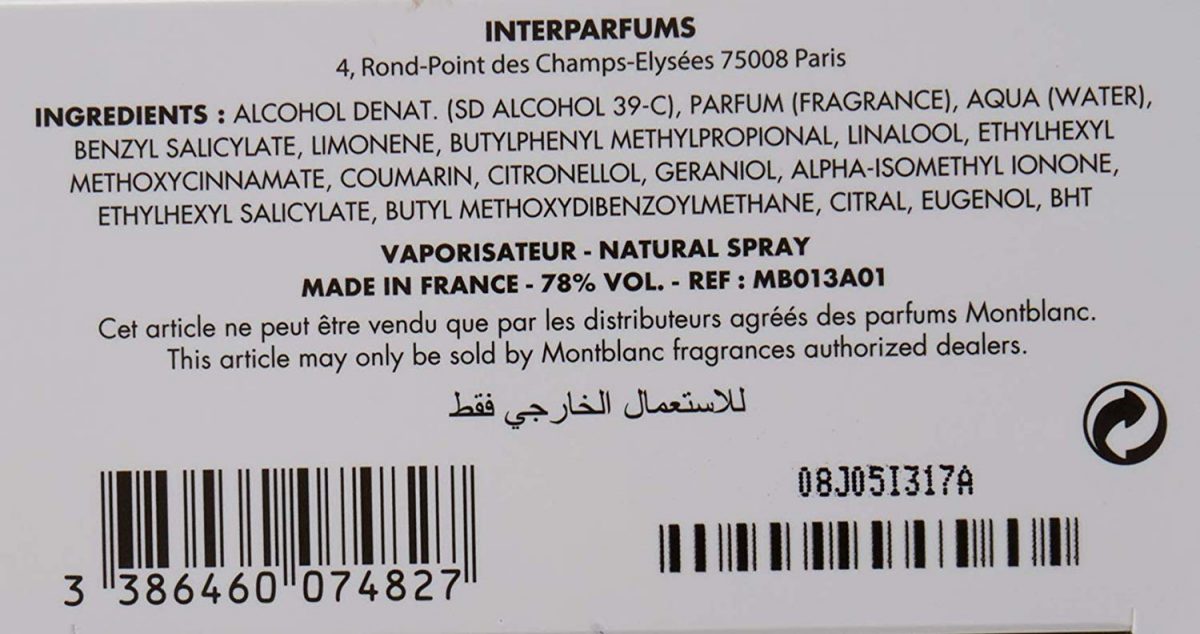 INTERPARFUMS
4, Rond-Point des Champs-Elysées 75008 Paris
INGREDIENTS : ALCOHOL DENAT. (SD ALCOHOL 39-C), PARFUM (FRAGRANCE), AQUA (WATER),
BENZYL SALICYLATE, LIMONENE, BUTYLPHENYL METHYLPROPIONAL, LINALOOL, ETHYLHEXYL
METHOXYCINNAMATE, COUMARIN, CITRONELLOL, GERANIOL, ALPHA-ISOMETHYL IONONE,
ETHYLHEXYL SALICYLATE, BUTYL METHOXYDIBENZOYLMETHANE, CITRAL, EUGENOL, BHT
VAPORISATEUR - NATURAL SPRAY
MADE IN FRANCE - 78% VOL. - REF : MB013A01
Cet article ne peut être vendu que par les distributeurs agréés des parfums Montblanc.
This article may only be sold by Montblanc fragrances authorized dealers.
للاستعمال الخارجي فقط
08J05I317A
3 386460 074827